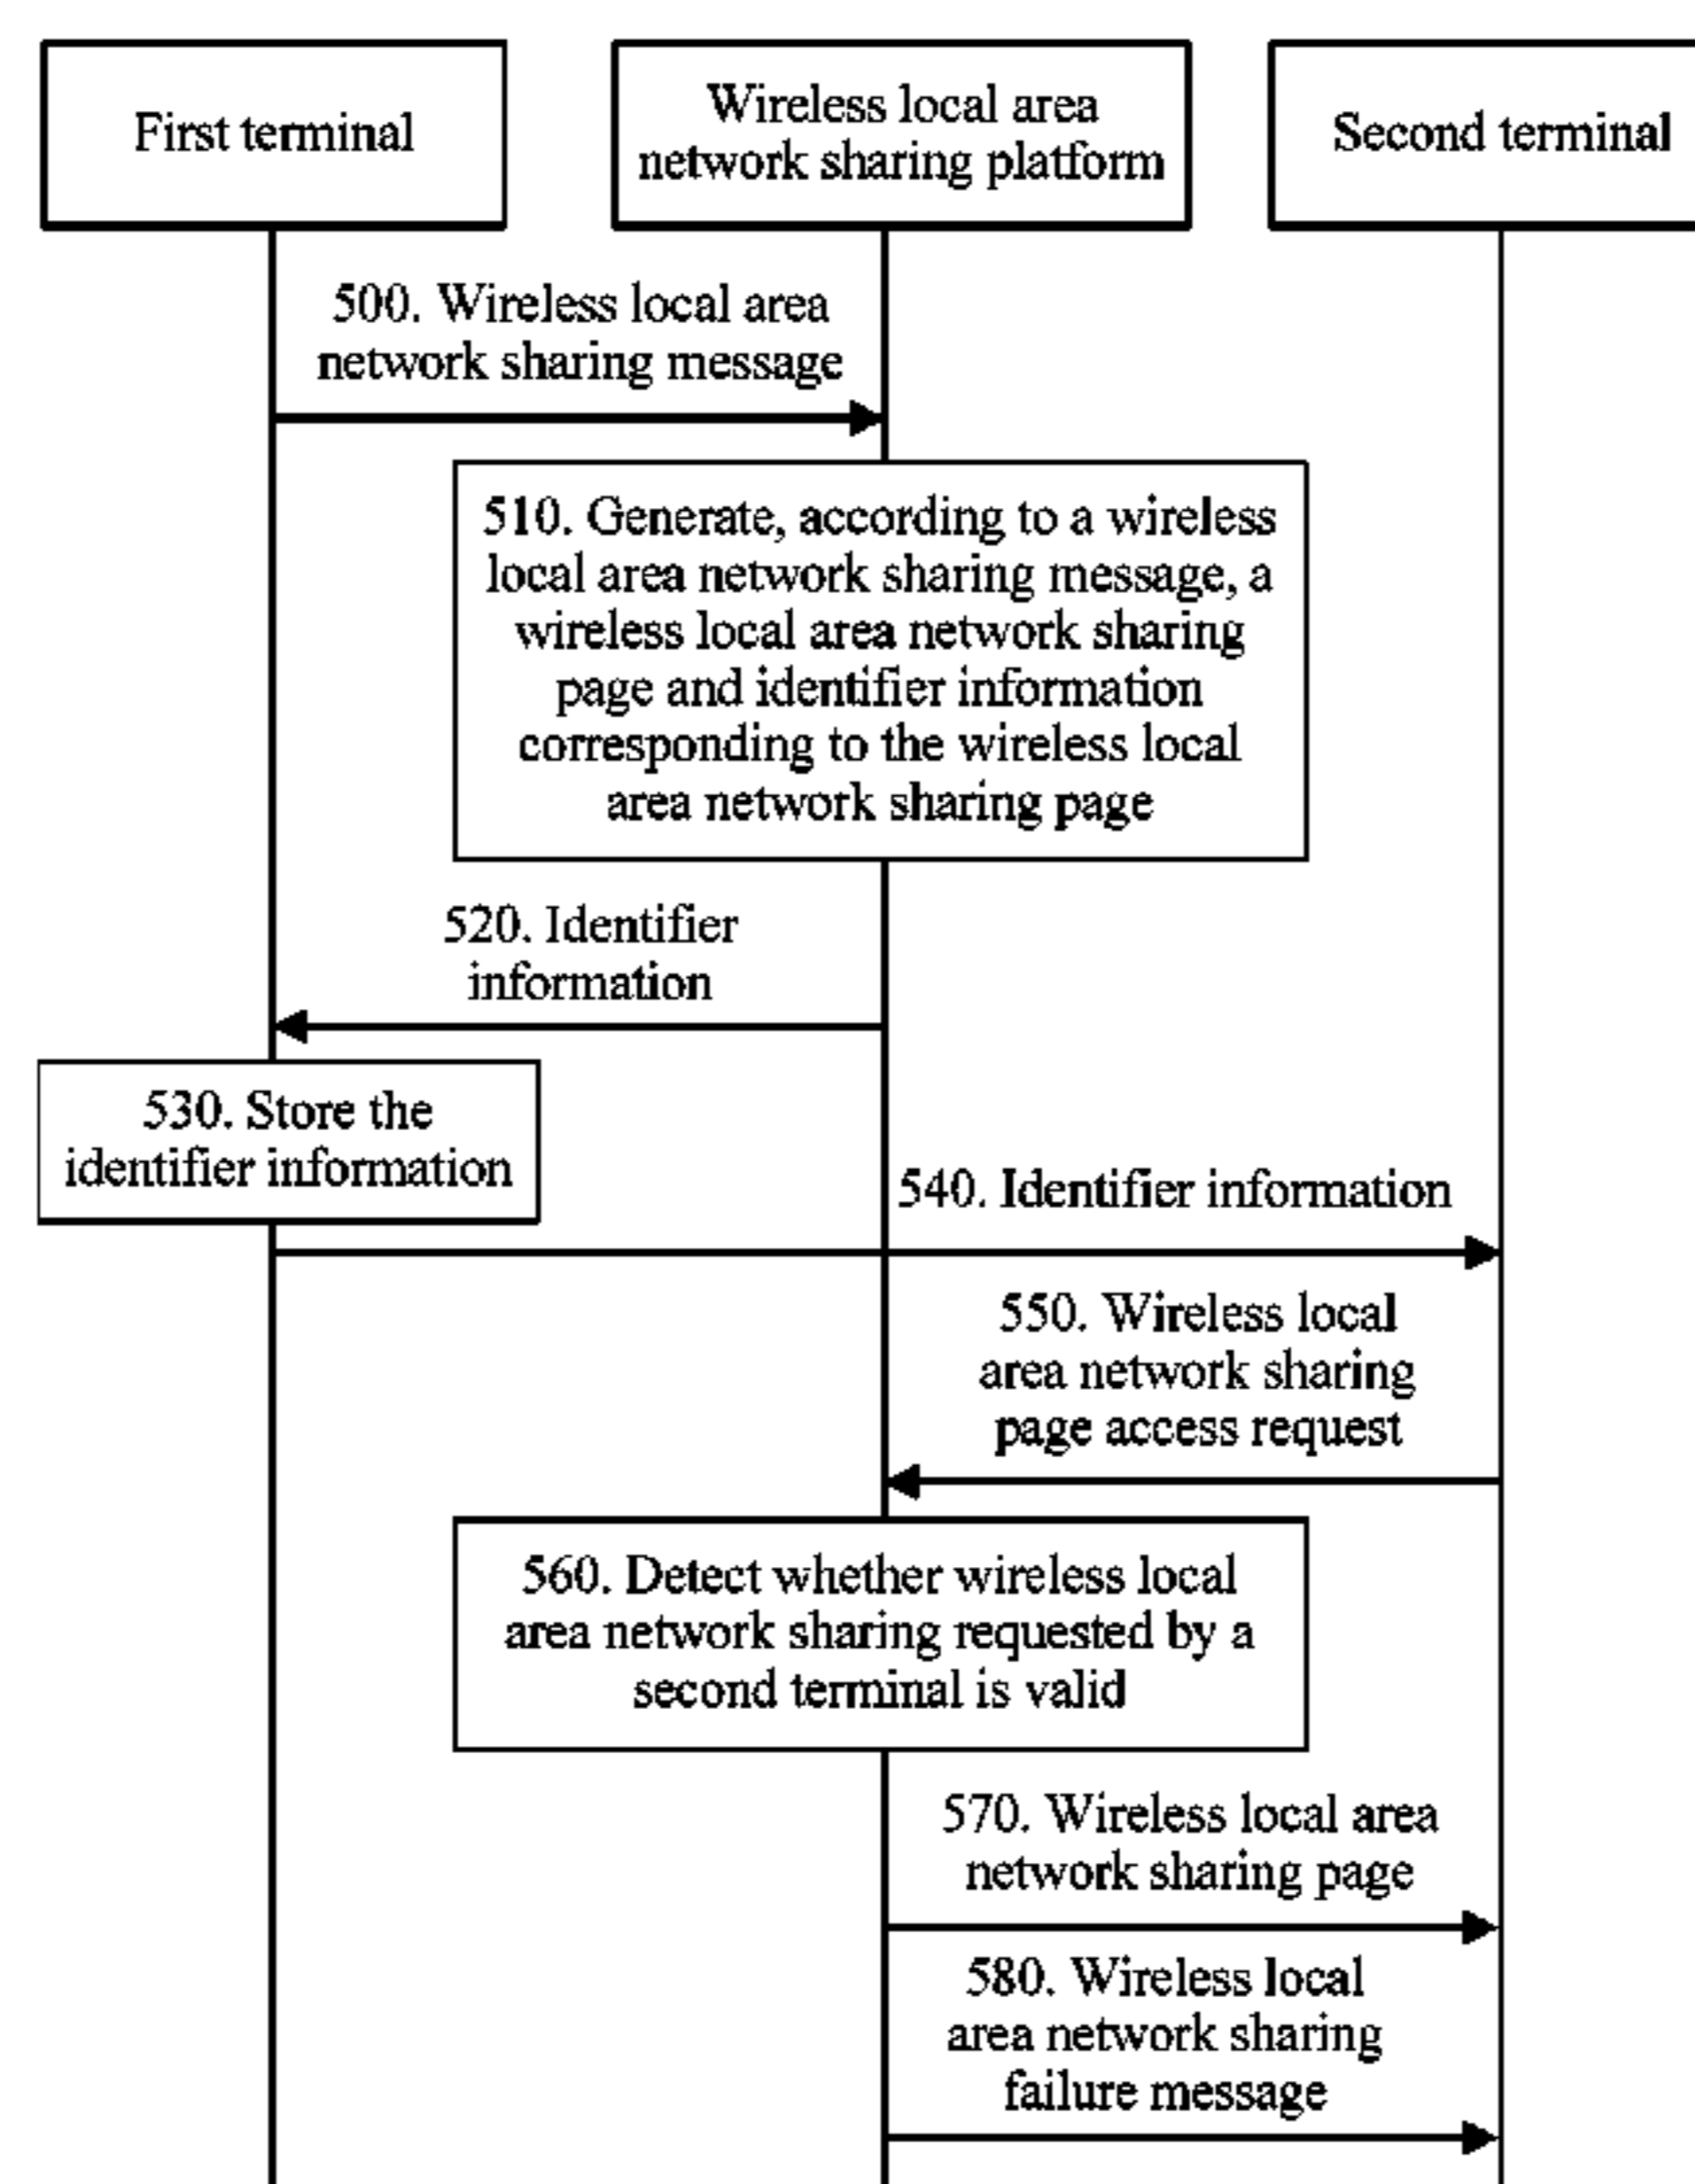 First terminal
Wireless local area
network sharing platform
Second terminal
500. Wireless local area
network sharing message
510. Generate, according to a wireless
local area network sharing message, a
wireless local area network sharing
page and identifier information
corresponding to the wireless local
area network sharing page
520. Identifier
information
530. Store the
identifier information
540. Identifier information
550. Wireless local
area network sharing
page access request
560. Detect whether wireless local
area network sharing requested by a
second terminal is valid
570. Wireless local area
network sharing page
580. Wireless local
area network sharing
failure message